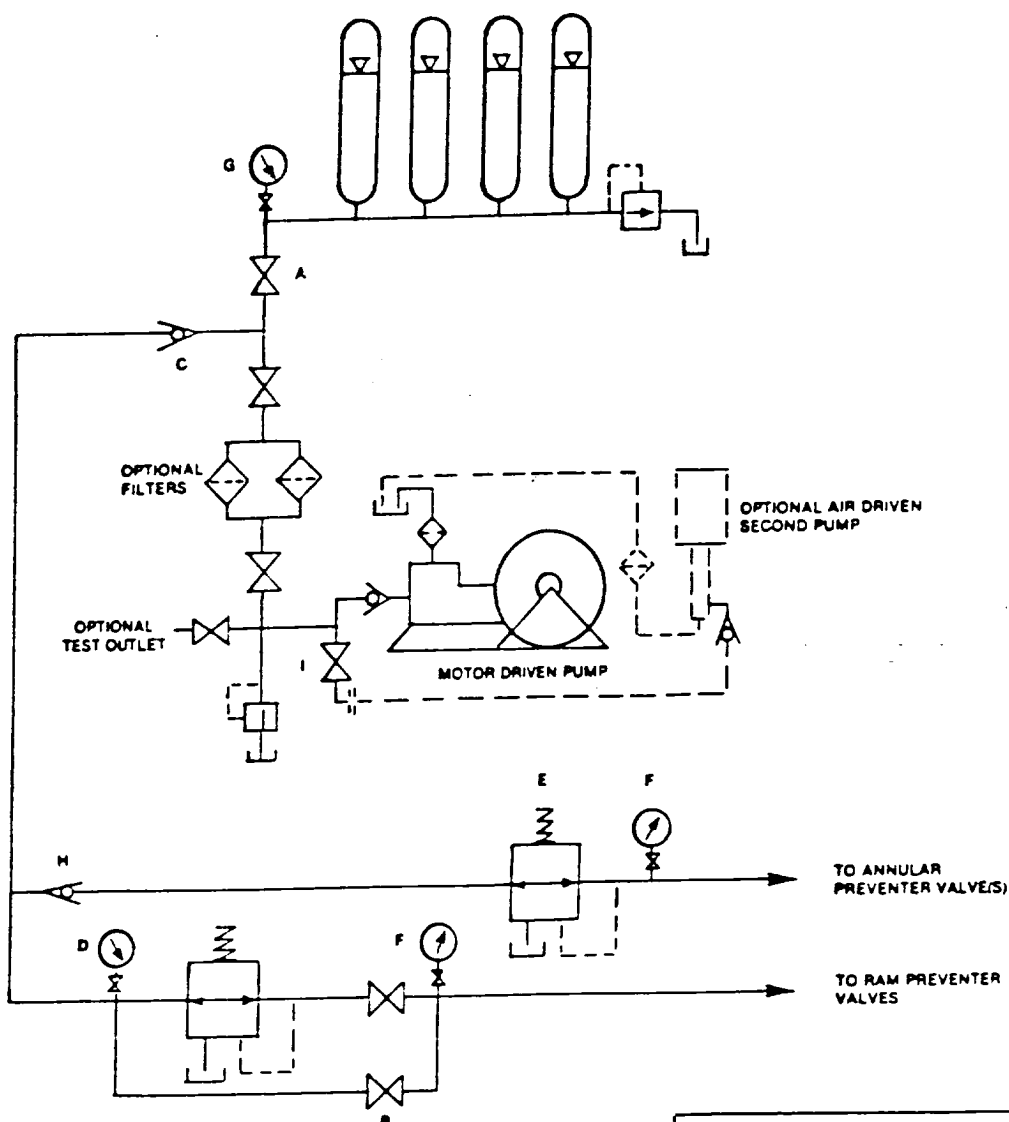 G
A
C
OPTIONAL
FILTERS
OPTIONAL AIR DRIVEN
SECOND PUMP
OPTIONAL
TEST OUTLET
I
MOTOR DRIVEN PUMP
E
F
H
TO ANNULAR
PREVENTER VALVE(S)
D
F
TO RAM PREVENTER
VALVES